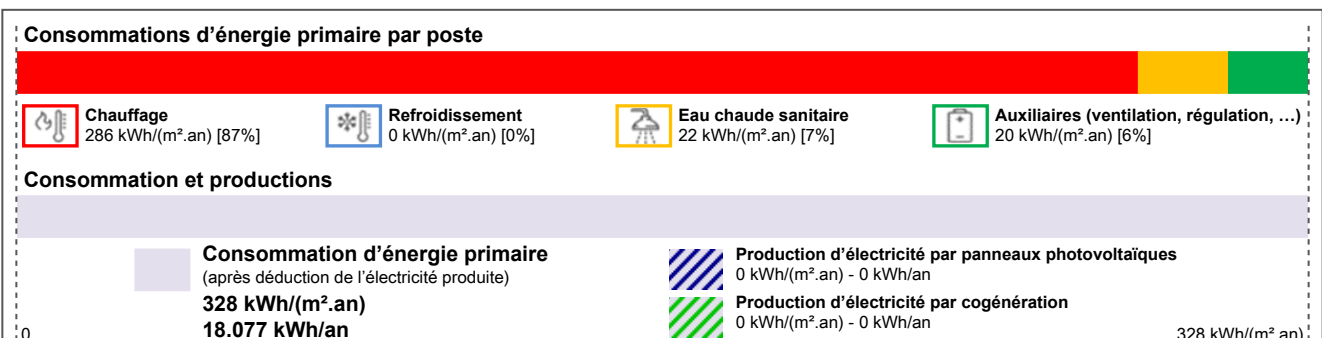 Consommations d’énergie primaire par poste
Chauffage
286 kWh/(m².an) [87%]
Refroidissement
0 kWh/(m².an) [0%]
Eau chaude sanitaire
22 kWh/(m².an) [7%]
Auxiliaires (ventilation, régulation, …)
20 kWh/(m².an) [6%]
Consommation et productions
Consommation d’énergie primaire
(après déduction de l’électricité produite)
328 kWh/(m².an)
18.077 kWh/an
Production d’électricité par panneaux photovoltaïques
0 kWh/(m².an) - 0 kWh/an
Production d’électricité par cogénération
0 kWh/(m².an) - 0 kWh/an
0
328 kWh/(m².an)